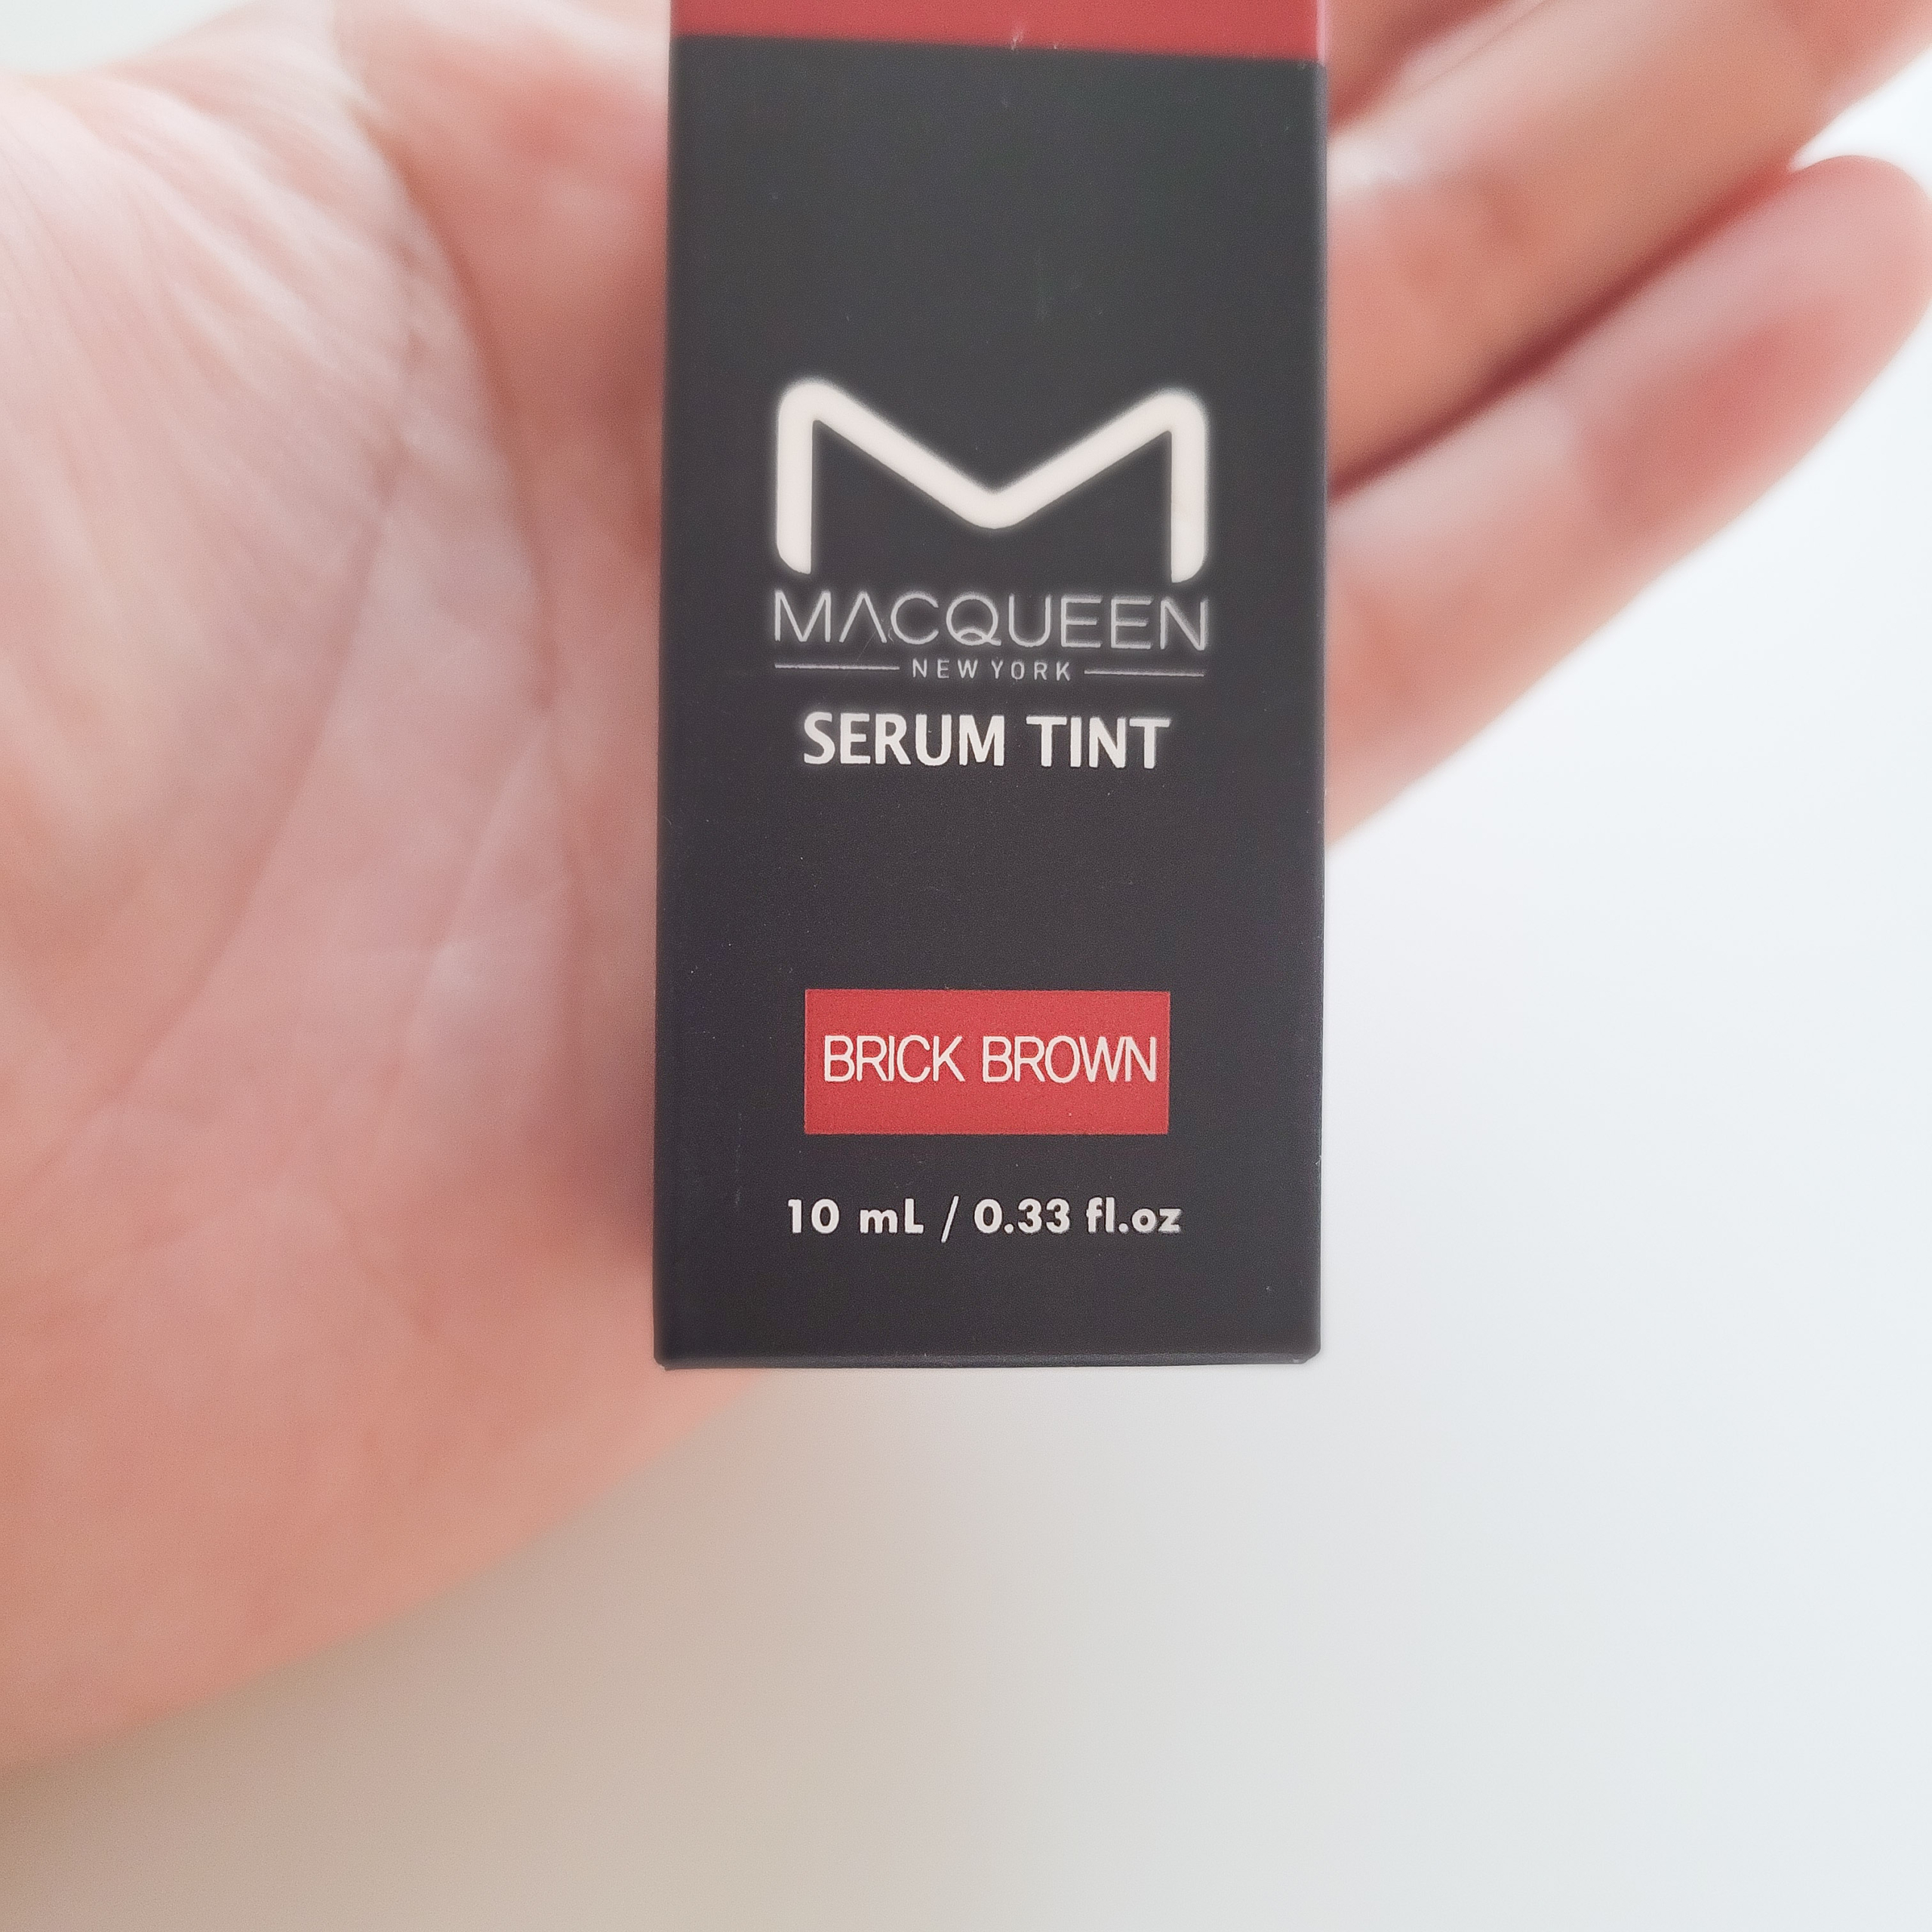 MACQUEEN
NEW YORK
SERUM TINT
BRICK BROWN
10 mL / 0.33 fl.oz